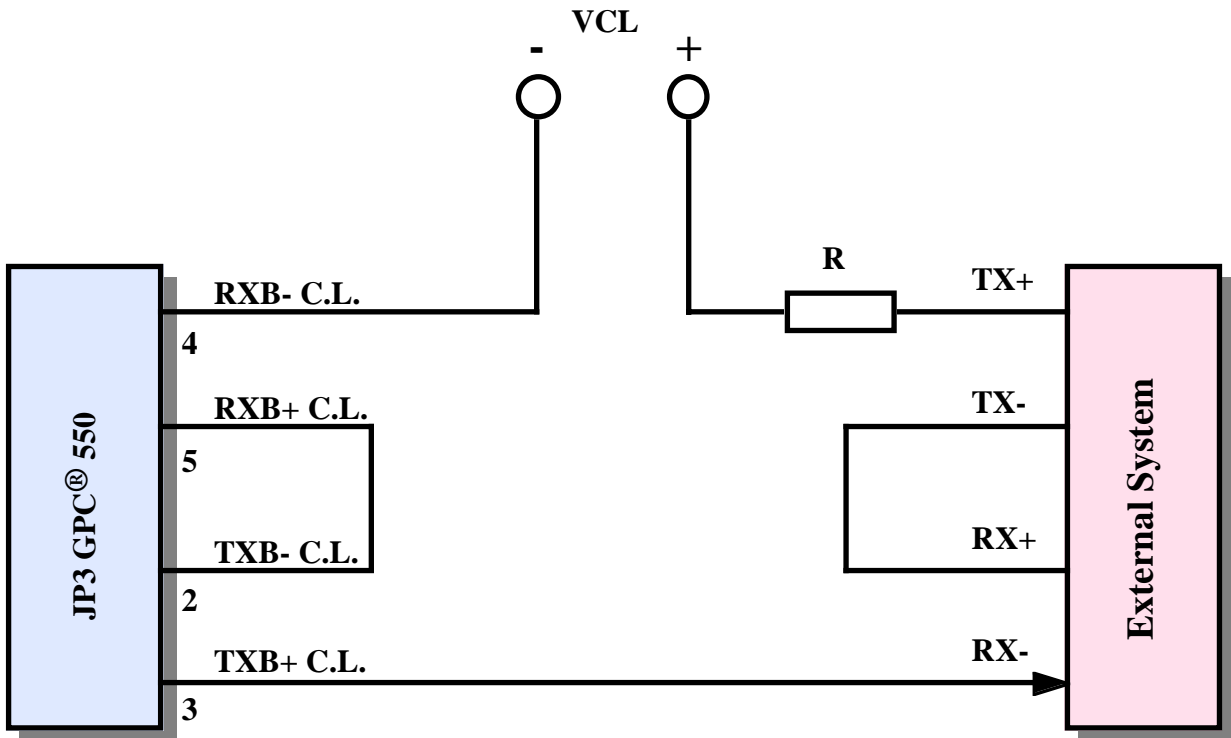 VCL
- +
R
RXB- C.L.
TX+
4
RXB+ C.L.
TX-
5
JP3 GPC® 550
External System
TXB- C.L.
RX+
2
TXB+ C.L.
RX-
3